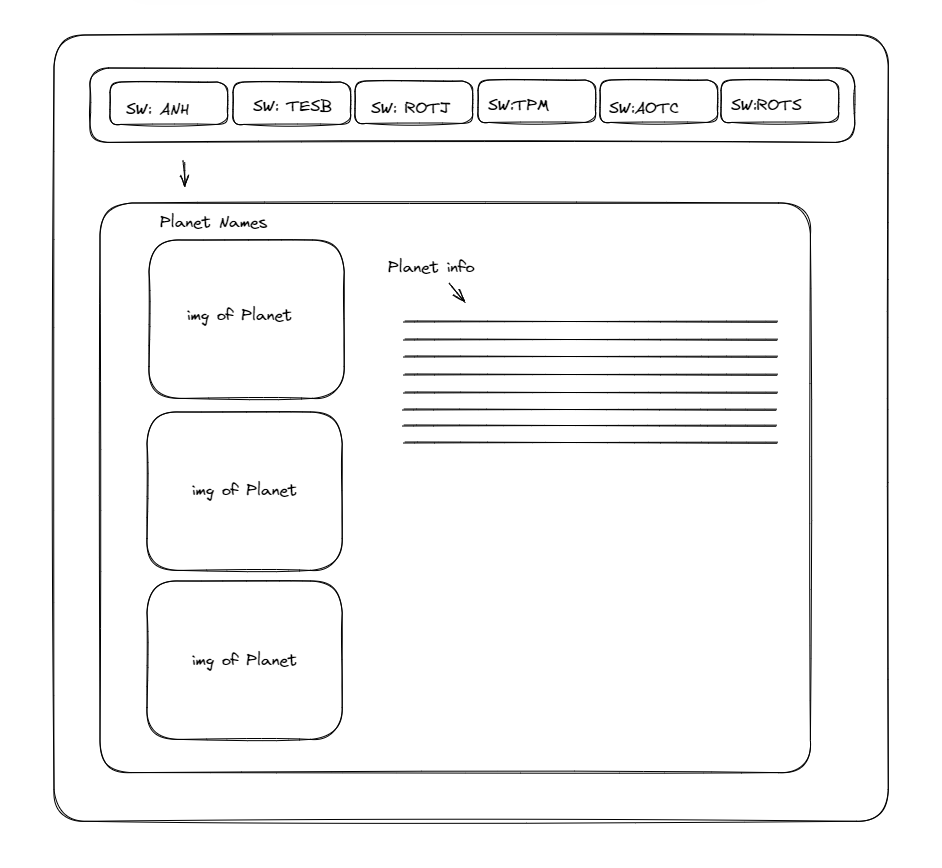 SW: ANH
SW: TESB
SW: ROTJ
SW:TPM
SW:AOTC
SW:ROTS
Planet Names
img of Planet
Planet info
img of Planet
img of Planet